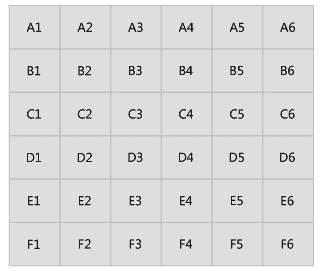 A1 A2 A3 A4 A5 A6
B1 B2 B3 B4 B5 B6
C1 C2 C3 C4 C5 C6
D1 D2 D3 D4 D5 D6
E1 E2 E3 E4 E5 E6
F1 F2 F3 F4 F5 F6